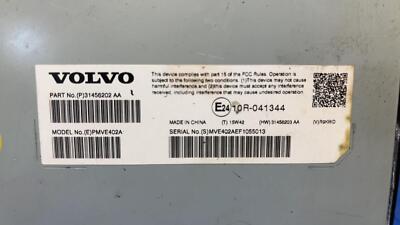 VOLVO
PART No.(P)31456202 AA
This device complies with part 15 of the FCC Rules. Operation is
subject to the following two conditions: (1) this device may not
cause harmful interference, and
(2) this device must accept any interference received, including
interference that may cause undesired operation.
E24 10R-041344
MADE IN CHINA (T) 15W42 (HW) 31456203 AA
MODEL No.(E)PMVE402A
SERIAL No.(S)MVE402AEF1055013